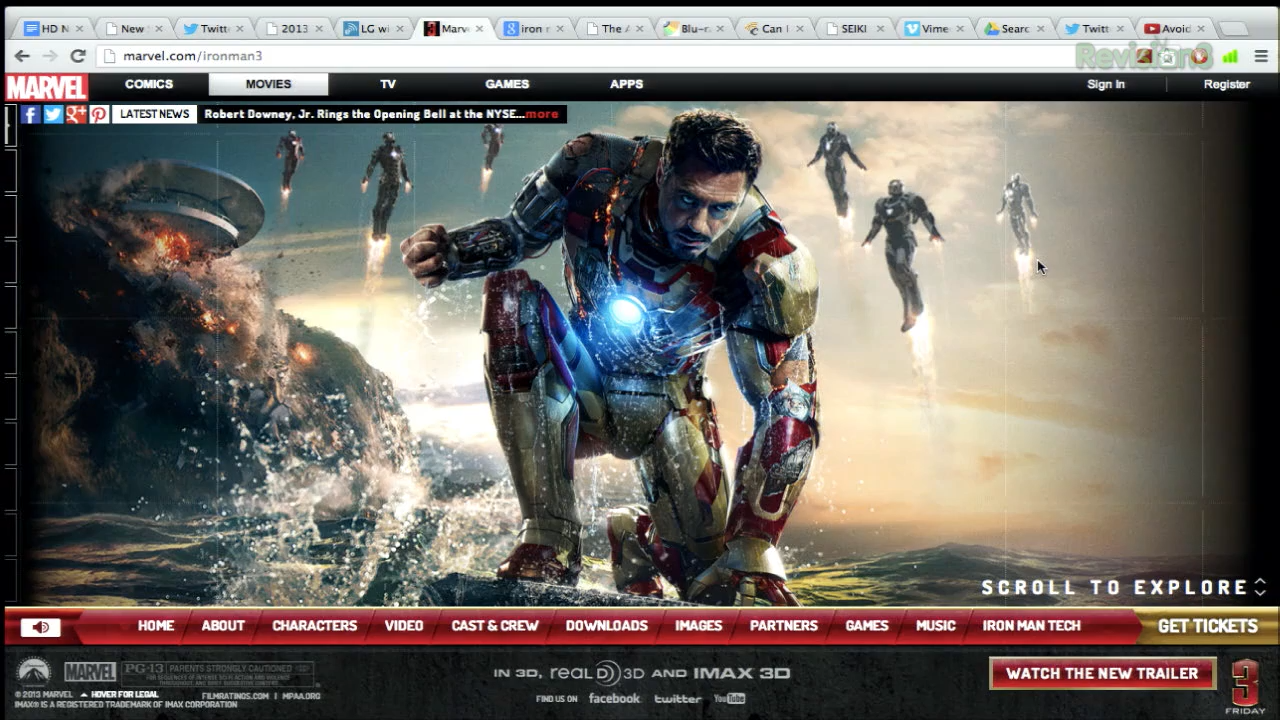 HD N
New
Twitt
2013
LG wi
Marv
iron r
The A
Blu-r
Can I
SEIKI
Vime
Searc
Twitt
Avoid
marvel.com/ironman3
Revision3
MARVEL
COMICS
MOVIES
TV
GAMES
APPS
Sign In
Register
LATEST NEWS
Robert Downey, Jr. Rings the Opening Bell at the NYSE...more
SCROLL TO EXPLORE
HOME
ABOUT
CHARACTERS
VIDEO
CAST & CREW
DOWNLOADS
IMAGES
PARTNERS
GAMES
MUSIC
IRON MAN TECH
GET TICKETS
MARVEL
PG-13 PARENTS STRONGLY CAUTIONED
© 2013 MARVEL HOVER FOR LEGAL
FILMRATINGS.COM | MPAA.ORG
IMAX® IS A REGISTERED TRADEMARK OF IMAX CORPORATION
IN 3D, REAL D 3D AND IMAX 3D
FIND US ON facebook twitter YouTube
WATCH THE NEW TRAILER
3
FRIDAY